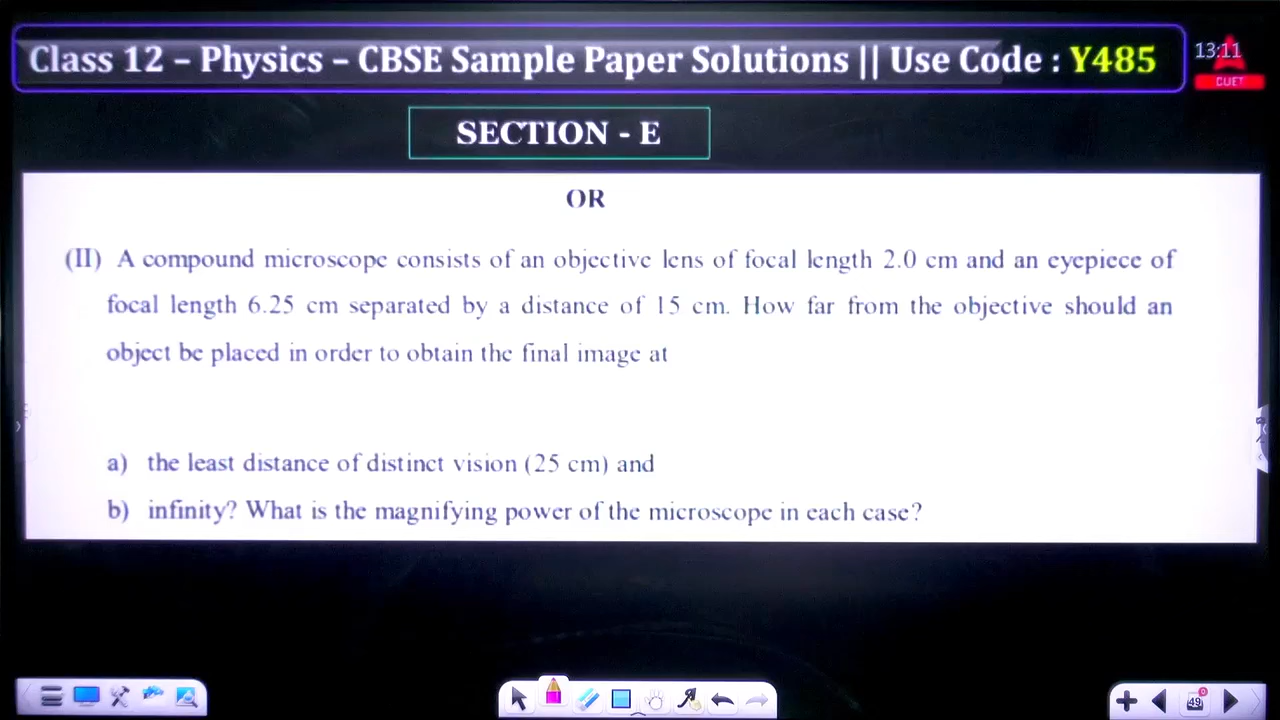 Class 12 – Physics – CBSE Sample Paper Solutions || Use Code : Y485
13:11
CUET
SECTION - E
OR
(II) A compound microscope consists of an objective lens of focal length 2.0 cm and an eyepiece of
focal length 6.25 cm separated by a distance of 15 cm. How far from the objective should an
object be placed in order to obtain the final image at
a) the least distance of distinct vision (25 cm) and
b) infinity? What is the magnifying power of the microscope in each case?
49